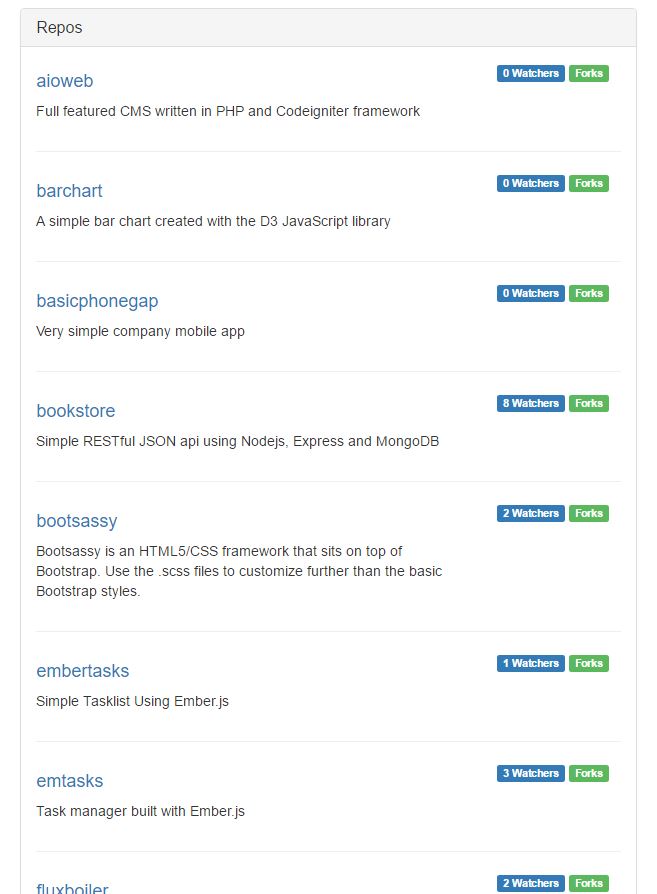 Repos
aioweb
0 Watchers Forks
Full featured CMS written in PHP and Codeigniter framework
barchart
0 Watchers Forks
A simple bar chart created with the D3 JavaScript library
basicphonegap
0 Watchers Forks
Very simple company mobile app
bookstore
8 Watchers Forks
Simple RESTful JSON api using Nodejs, Express and MongoDB
bootsassy
2 Watchers Forks
Bootsassy is an HTML5/CSS framework that sits on top of
Bootstrap. Use the .scss files to customize further than the basic
Bootstrap styles.
embertasks
1 Watchers Forks
Simple Tasklist Using Ember.js
emtasks
3 Watchers Forks
Task manager built with Ember.js
fluxboiler
2 Watchers Forks